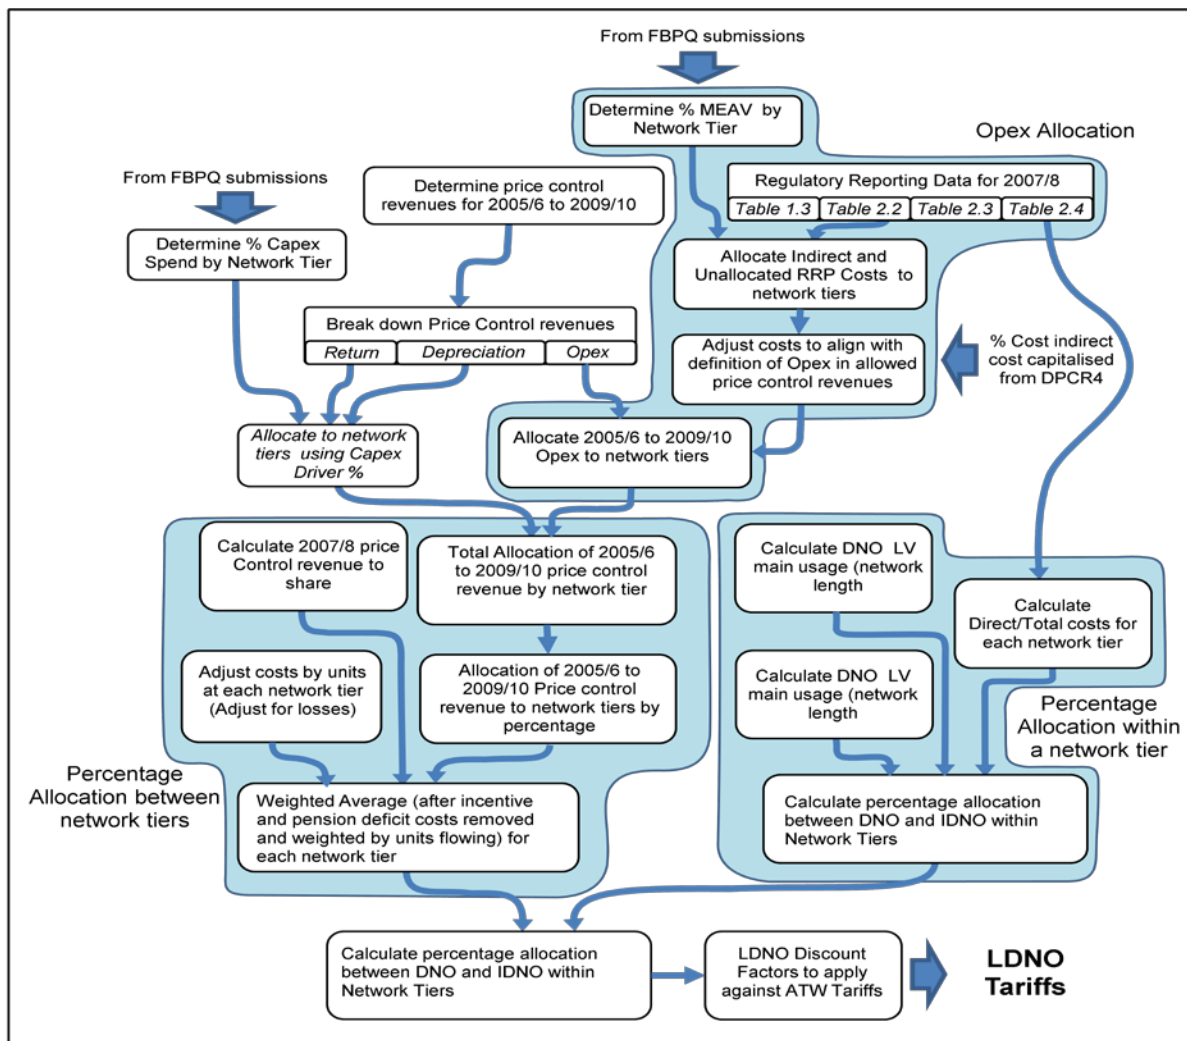 From FBPQ submissions
Determine % MEAV by
Network Tier
Opex Allocation
From FBPQ submissions
Determine price control
revenues for 2005/6 to 2009/10
Regulatory Reporting Data for 2007/8
Table 1.3
Table 2.2
Table 2.3
Table 2.4
Determine % Capex
Spend by Network Tier
Allocate Indirect and
Unallocated RRP Costs to
network tiers
Break down Price Control revenues
Return
Depreciation
Opex
Adjust costs to align with
definition of Opex in allowed
price control revenues
% Cost indirect
cost capitalised
from DPCR4
Allocate to network
tiers using Capex
Driver %
Allocate 2005/6 to 2009/10
Opex to network tiers
Calculate 2007/8 price
Control revenue to
share
Total Allocation of 2005/6
to 2009/10 price control
revenue by network tier
Calculate DNO LV
main usage (network
length
Calculate
Direct/Total costs for
each network tier
Adjust costs by units
at each network tier
(Adjust for losses)
Allocation of 2005/6 to
2009/10 Price control
revenue to network tiers by
percentage
Calculate DNO LV
main usage (network
length
Percentage
Allocation within
a network tier
Percentage
Allocation between
network tiers
Weighted Average (after incentive
and pension deficit costs removed
and weighted by units flowing) for
each network tier
Calculate percentage allocation
between DNO and IDNO within
Network Tiers
Calculate percentage allocation
between DNO and IDNO within
Network Tiers
LDNO Discount
Factors to apply
against ATW Tariffs
LDNO
Tariffs